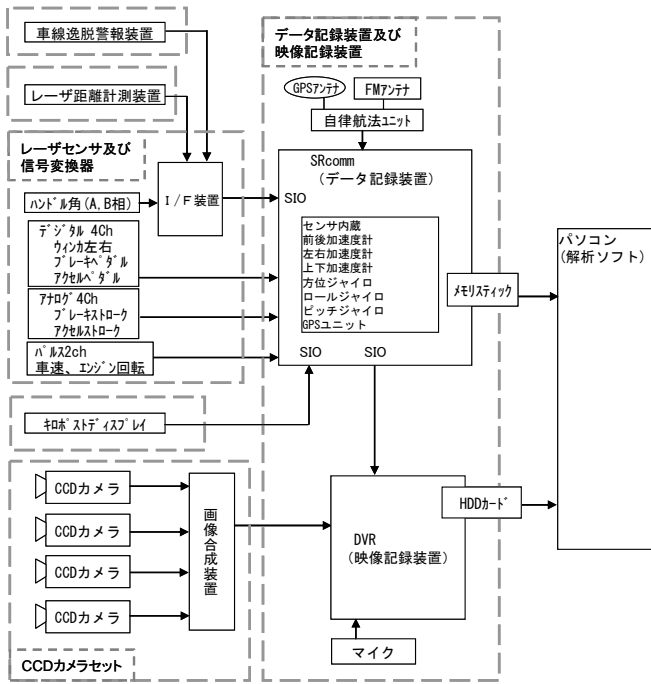 車線逸脱警報装置
レーザ距離計測装置
レーザセンサ及び
信号変換器
I/F装置
ハンドル角(A,B相)
デジタル 4Ch
ウィンカ左右
ブレーキペダル
アクセルペダル
アナログ4Ch
ブレーキストローク
アクセルストローク
パルス2ch
車速、エンジン回転
キロポストディスプレイ
CCDカメラ
CCDカメラ
CCDカメラ
CCDカメラ
画像合成装置
CCDカメラセット
データ記録装置及び
映像記録装置
GPSアンテナ
FMアンテナ
自律航法ユニット
SRcomm
(データ記録装置)
SIO
センサ内蔵
前後加速度計
左右加速度計
上下加速度計
方位ジャイロ
ロールジャイロ
ピッチジャイロ
GPSユニット
SIO
SIO
メモリスティック
DVR
(映像記録装置)
HDDカード
マイク
パソコン
(解析ソフト)